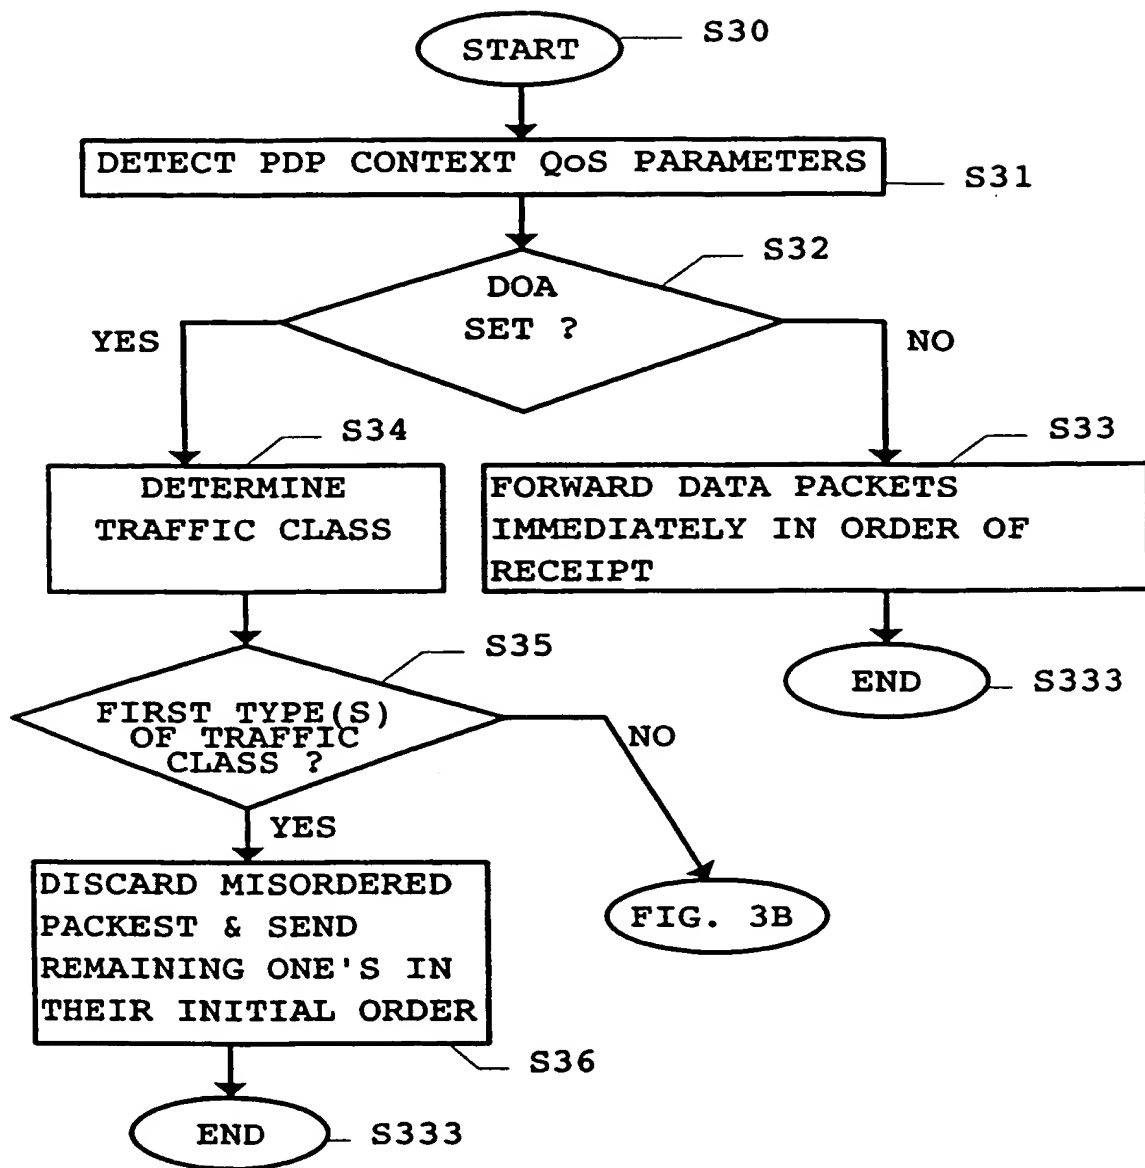 START
S30
DETECT PDP CONTEXT QoS PARAMETERS
S31
S32
DOA
SET ?
YES
NO
S34
S33
DETERMINE
TRAFFIC CLASS
FORWARD DATA PACKETS
IMMEDIATELY IN ORDER OF
RECEIPT
S35
END
S333
FIRST TYPE(S)
OF TRAFFIC
CLASS ?
NO
YES
DISCARD MISORDERED
PACKEST & SEND
REMAINING ONE'S IN
THEIR INITIAL ORDER
FIG. 3B
S36
END
S333